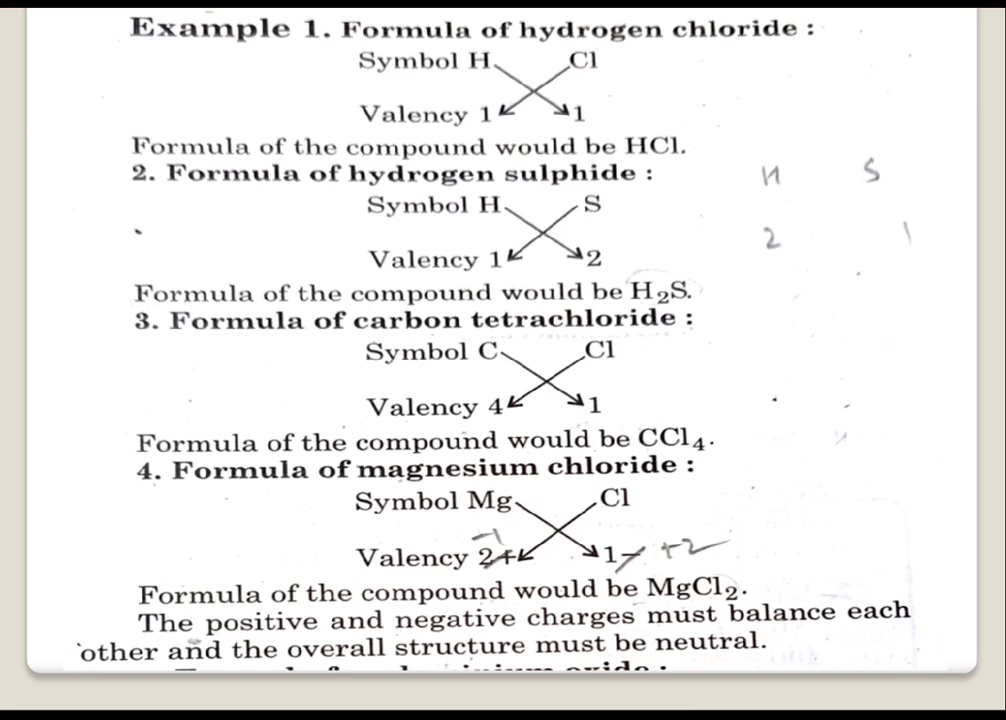 Example 1. Formula of hydrogen chloride :
Symbol H Cl
Valency 1 1
Formula of the compound would be HCl.
2. Formula of hydrogen sulphide :
H S
Symbol H S
2 1
Valency 1 2
Formula of the compound would be H₂S.
3. Formula of carbon tetrachloride :
Symbol C Cl
Valency 4 1
Formula of the compound would be CCl₄.
4. Formula of magnesium chloride :
Symbol Mg Cl
-1
Valency 2+ 1- +2
Formula of the compound would be MgCl₂.
The positive and negative charges must balance each
other and the overall structure must be neutral.